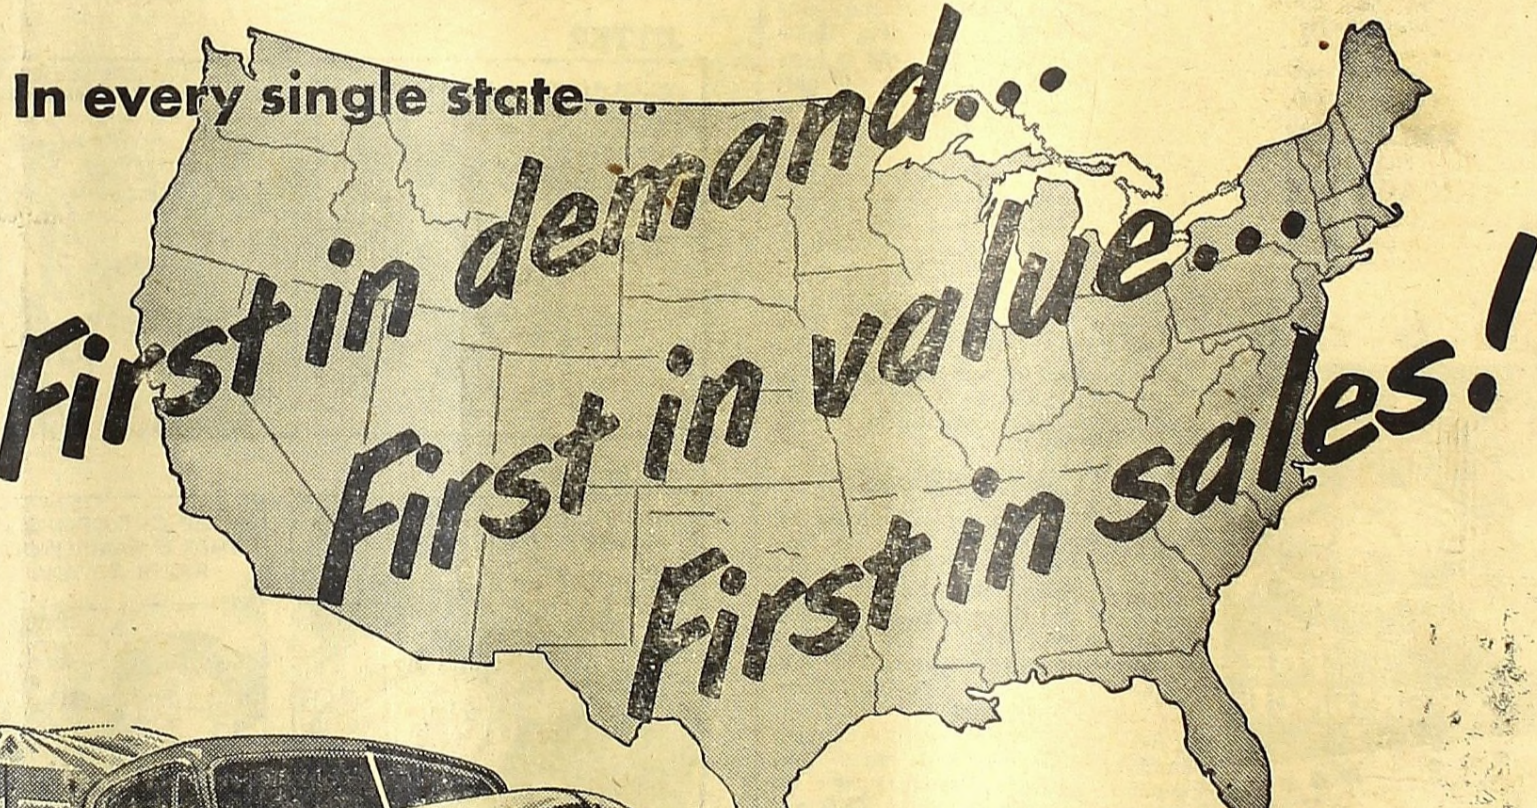 In every single state...
First in demand...
First in value...
First in sales!